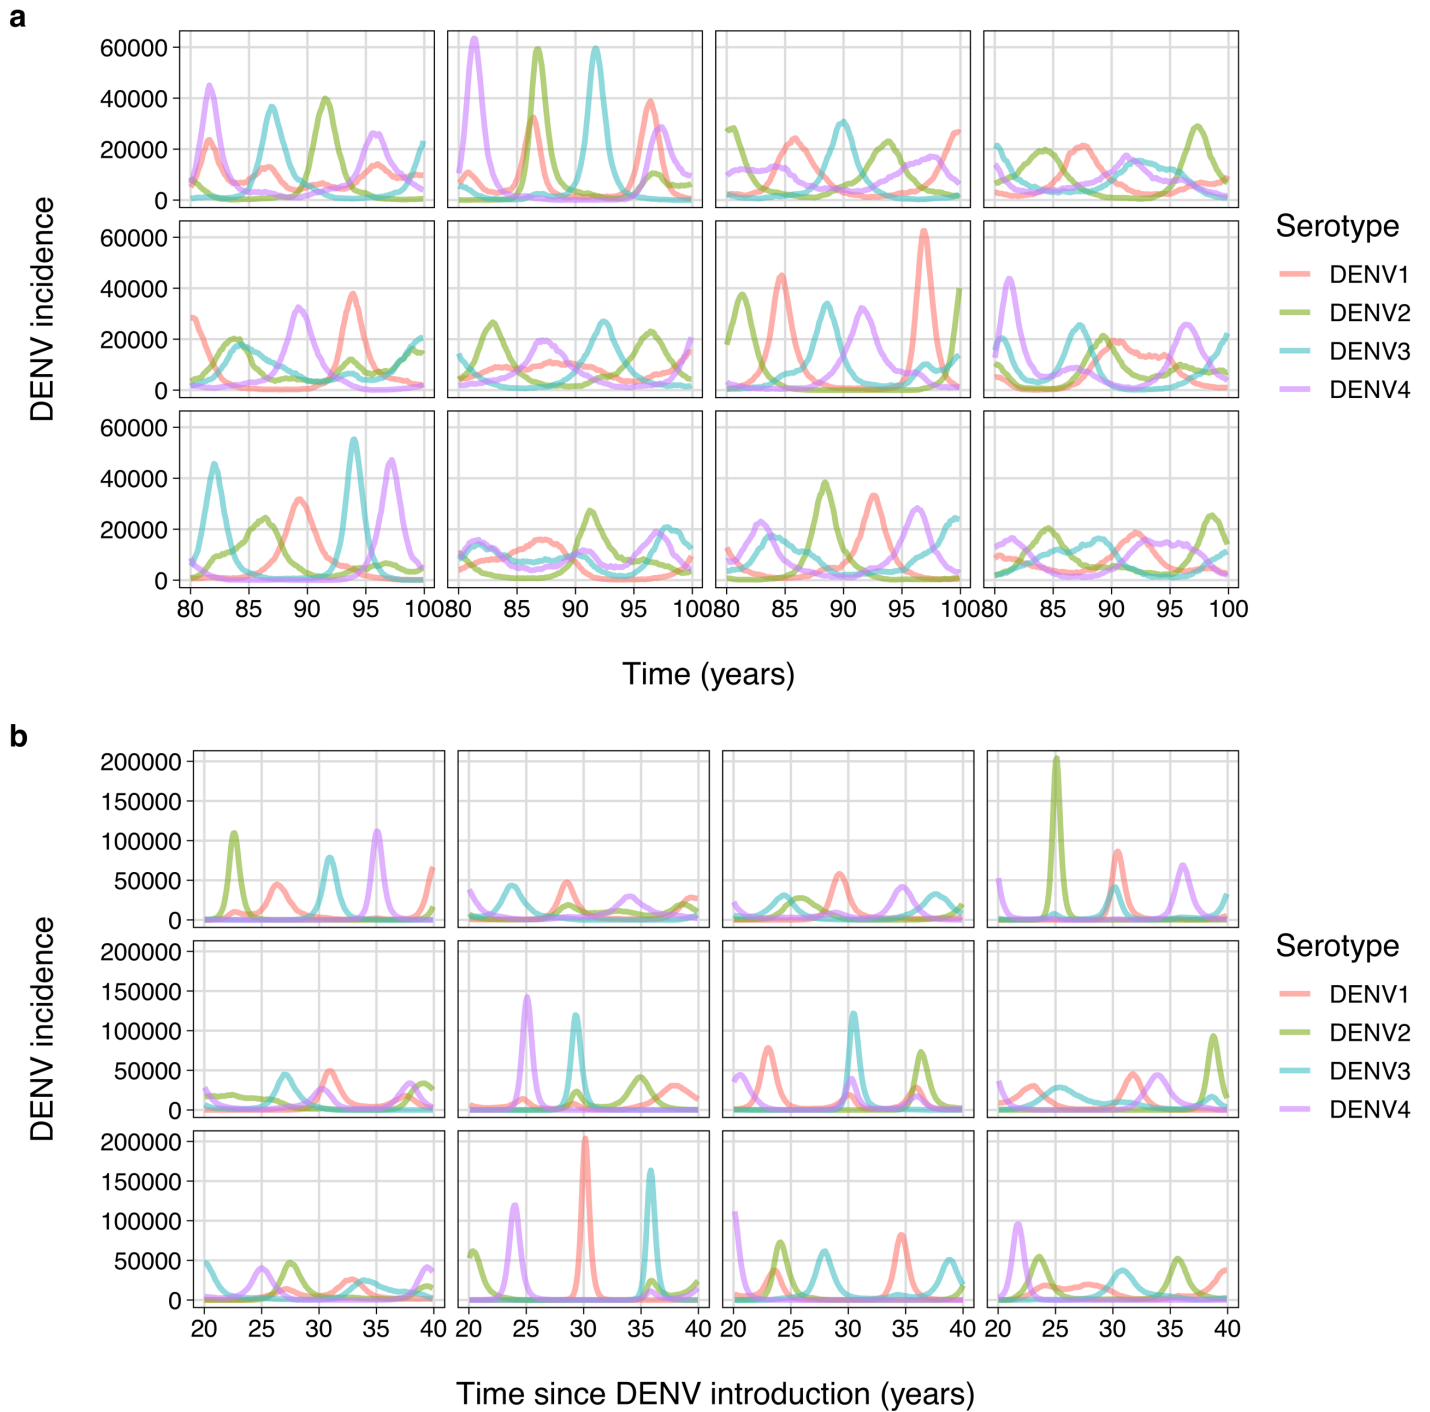 a
60000
40000
20000
0
60000
40000
20000
0
60000
40000
20000
0
DENV incidence
80 85 90 95 100 80 85 90 95 100 80 85 90 95 100 80 85 90 95 100
Time (years)
Serotype
DENV1
DENV2
DENV3
DENV4
b
200000
150000
100000
50000
0
200000
150000
100000
50000
0
200000
150000
100000
50000
0
DENV incidence
20 25 30 35 40 20 25 30 35 40 20 25 30 35 40 20 25 30 35 40
Time since DENV introduction (years)
Serotype
DENV1
DENV2
DENV3
DENV4